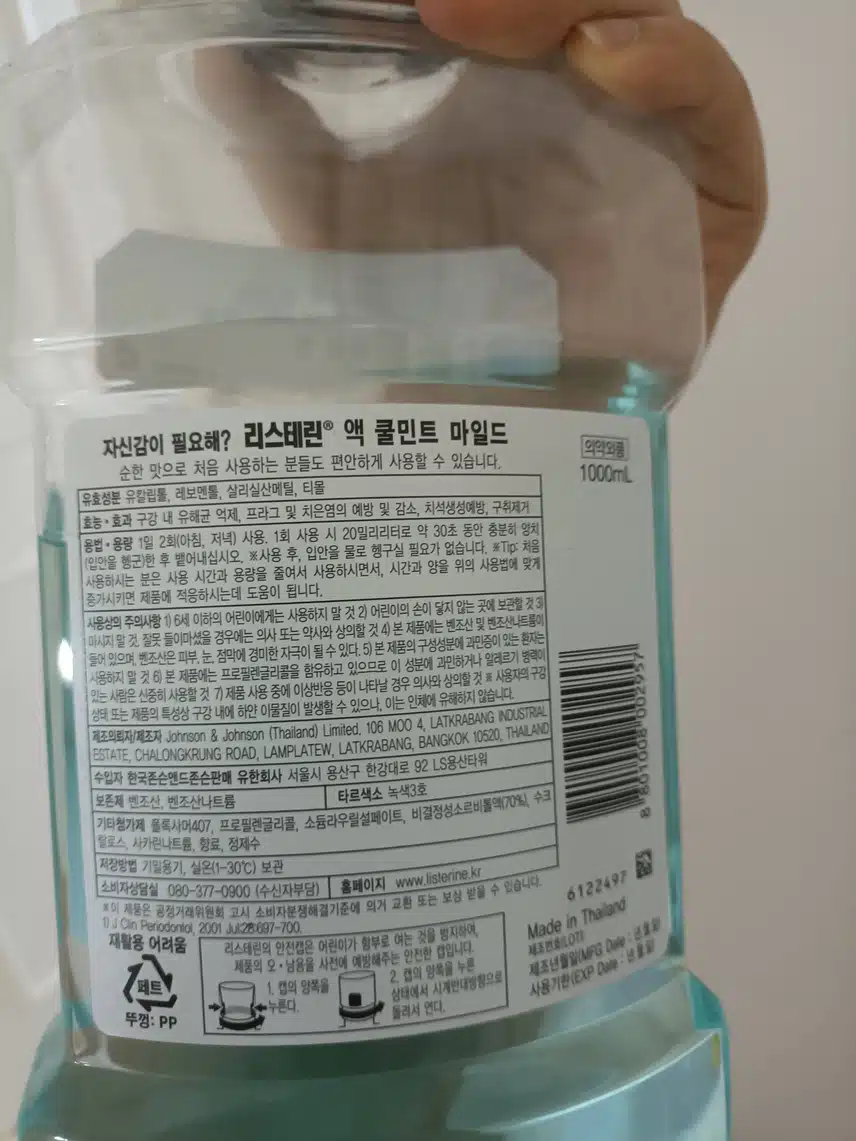 자신감이 필요해? 리스테린® 액 쿨민트 마일드
순한 맛으로 처음 사용하는 분들도 편안하게 사용할 수 있습니다.
의약외품
1000mL
유효성분 유칼립톨, 레보멘톨, 살리실산메틸, 티몰
효능·효과 구강 내 유해균 억제, 프라그 및 치은염의 예방 및 감소, 치석생성예방, 구취제거
용법·용량 1일 2회(아침, 저녁) 사용. 1회 사용 시 20밀리리터로 약 30초 동안 충분히 양치
(입안을 헹군)한 후 뱉어내십시오. ※사용 후, 입안을 물로 헹구실 필요가 없습니다. ※Tip: 처음
사용하시는 분은 사용 시간과 용량을 줄여서 사용하시면서, 시간과 양을 위의 사용법에 맞게
증가시키면 제품에 적응하시는데 도움이 됩니다.
사용상의 주의사항 1) 6세 이하의 어린이에게는 사용하지 말 것 2) 어린이의 손이 닿지 않는 곳에 보관할 것 3)
마시지 말 것. 잘못 들이마셨을 경우에는 의사 또는 약사와 상의할 것 4) 본 제품에는 벤조산 및 벤조산나트륨이
들어 있으며, 벤조산은 피부, 눈, 점막에 경미한 자극이 될 수 있다. 5) 본 제품의 구성성분에 과민증이 있는 환자는
사용하지 말 것 6) 본 제품에는 프로필렌글리콜을 함유하고 있으므로 이 성분에 과민하거나 알레르기 병력이
있는 사람은 신중히 사용할 것 7) 제품 사용 중에 이상반응 등이 나타날 경우 의사와 상의할 것 ※ 사용자의 구강
상태 또는 제품의 특성상 구강 내에 하얀 이물질이 발생할 수 있으나, 이는 인체에 유해하지 않습니다.
제조의뢰자/제조자 Johnson & Johnson (Thailand) Limited. 106 MOO 4, LATKRABANG INDUSTRIAL
ESTATE, CHALONGKRUNG ROAD, LAMPLATEW, LATKRABANG, BANGKOK 10520, THAILAND
수입자 한국존슨앤드존슨판매 유한회사 서울시 용산구 한강대로 92 LS용산타워
보존제 벤조산, 벤조산나트륨
타르색소 녹색3호
기타첨가제 폴록사머407, 프로필렌글리콜, 소듐라우릴설페이트, 비결정성소르비톨액(70%), 수크
랄로스, 사카린나트륨, 향료, 정제수
저장방법 기밀용기, 실온(1-30℃) 보관
소비자상담실 080-377-0900 (수신자부담)
홈페이지 www.listerine.kr
※이 제품은 공정거래위원회 고시 소비자분쟁해결기준에 의거 교환 또는 보상 받을 수 있습니다.
1) J Clin Periodontol, 2001 Jul;28:697-700.
재활용 어려움
페트
뚜껑: PP
리스테린의 안전캡은 어린이가 함부로 여는 것을 방지하여,
제품의 오·남용을 사전에 예방해주는 안전한 캡입니다.
1. 캡의 양쪽을
누른다.
2. 캡의 양쪽을 누른
상태에서 시계반대방향으로
돌려서 연다.
8 801008 002957
6122497
Made in Thailand
제조번호(LOT)
제조년월일(MFG Date : 년월일)
사용기한(EXP Date : 년월일)